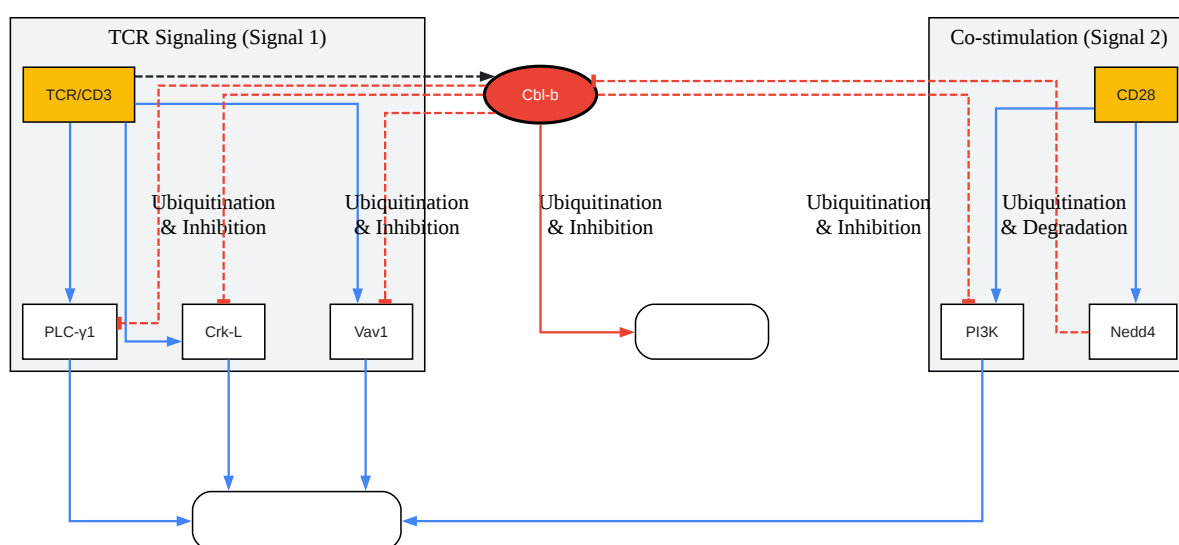 TCR Signaling (Signal 1)
Co-stimulation (Signal 2)
TCR/CD3
Cbl-b
CD28
Ubiquitination
& Inhibition
Ubiquitination
& Inhibition
Ubiquitination
& Inhibition
Ubiquitination
& Inhibition
Ubiquitination
& Degradation
PLC-γ1
Crk-L
Vav1
PI3K
Nedd4